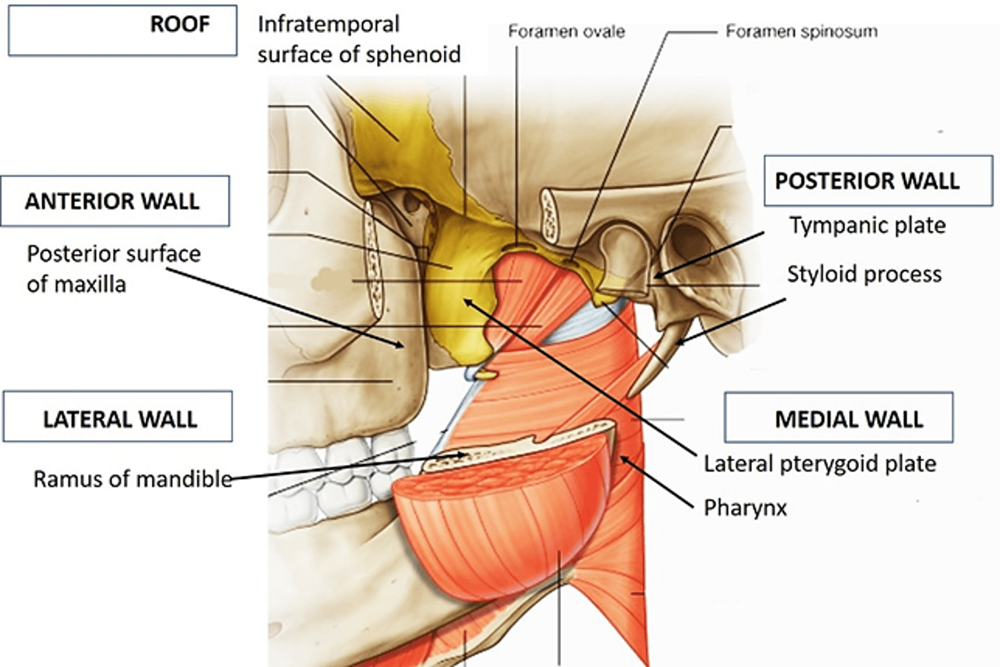 ROOF
Infratemporal
surface of sphenoid
Foramen ovale
Foramen spinosum
ANTERIOR WALL
Posterior surface
of maxilla
POSTERIOR WALL
Tympanic plate
Styloid process
LATERAL WALL
Ramus of mandible
MEDIAL WALL
Lateral pterygoid plate
Pharynx